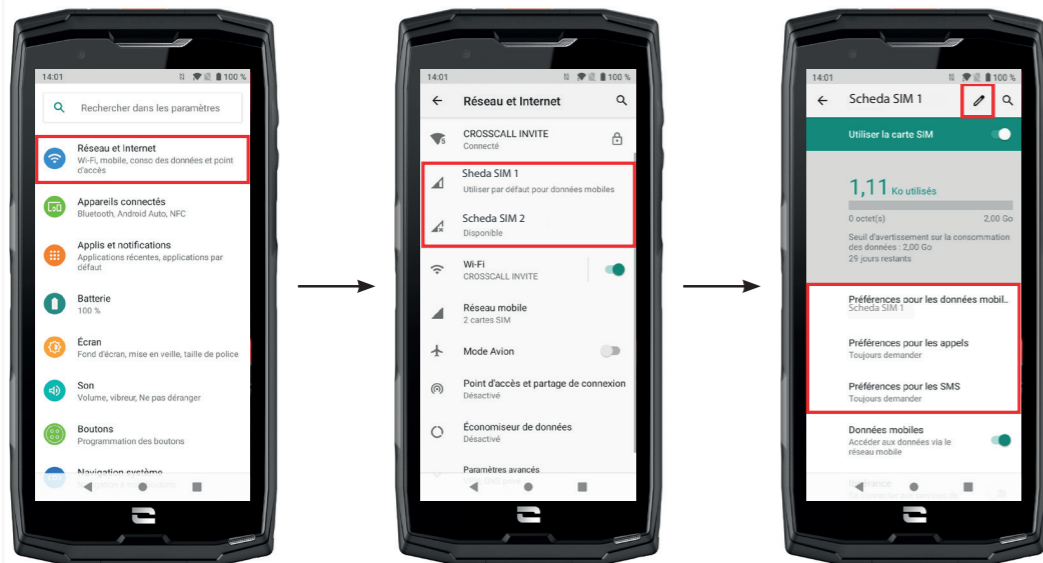 14:01
100 %
Rechercher dans les paramètres
Réseau et Internet
Wi-Fi, mobile, conso des données et point
d'accès
Appareils connectés
Bluetooth, Android Auto, NFC
Applis et notifications
Applications récentes, applications par
défaut
Batterie
100 %
Écran
Fond d'écran, mise en veille, taille de police
Son
Volume, vibreur, Ne pas déranger
Boutons
Programmation des boutons
Navigation système
14:01
100 %
Réseau et Internet
5
CROSSCALL INVITE
Connecté
Sheda SIM 1
Utiliser par défaut pour données mobiles
Scheda SIM 2
Disponible
Wi-Fi
CROSSCALL INVITE
Réseau mobile
2 cartes SIM
Mode Avion
Point d'accès et partage de connexion
Désactivé
Économiseur de données
Désactivé
Paramètres avancés
14:01
100 %
Scheda SIM 1
Utiliser la carte SIM
1,11 Ko utilisés
0 octet(s) 2,00 Go
Seuil d'avertissement sur la consommation
des données : 2,00 Go
29 jours restants
Préférences pour les données mobil..
Scheda SIM 1
Préférences pour les appels
Toujours demander
Préférences pour les SMS
Toujours demander
Données mobiles
Accéder aux données via le
réseau mobile